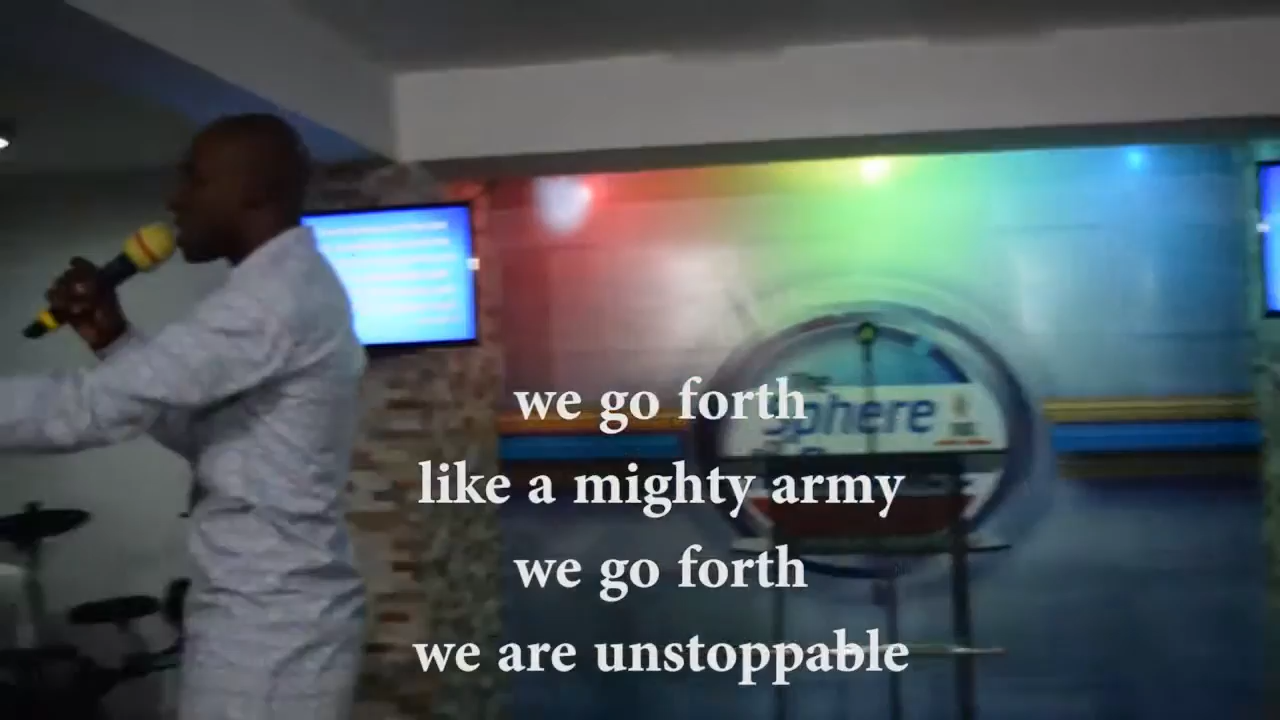 Sphere
we go forth
like a mighty army
we go forth
we are unstoppable